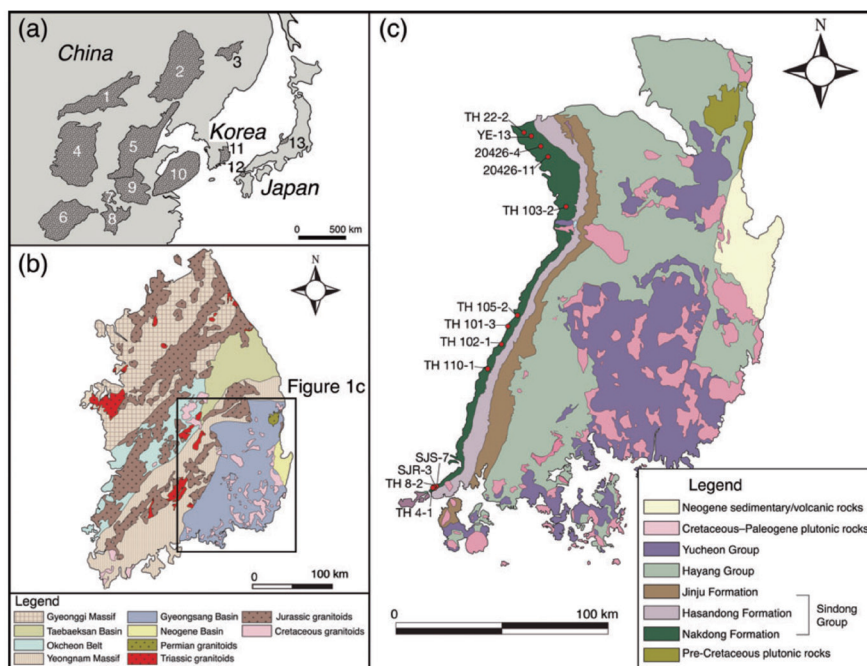 (a)
China
1
2
3
4
5
6
7
8
9
10
Korea
11
12
13
Japan
0 500 km
(b)
N
Figure 1c
0 100 km
Legend
Gyeonggi Massif
Taebaeksan Basin
Okcheon Belt
Yeongnam Massif
Gyeongsang Basin
Neogene Basin
Permian granitoids
Triassic granitoids
Jurassic granitoids
Cretaceous granitoids
(c)
N
TH 22-2
YE-13
20426-4
20426-11
TH 103-2
TH 105-2
TH 101-3
TH 102-1
TH 110-1
SJS-7
SJR-3
TH 8-2
TH 4-1
0 100 km
Legend
Neogene sedimentary/volcanic rocks
Cretaceous–Paleogene plutonic rocks
Yucheon Group
Hayang Group
Jinju Formation
Hasandong Formation
Nakdong Formation
Sindong
Group
Pre-Cretaceous plutonic rocks